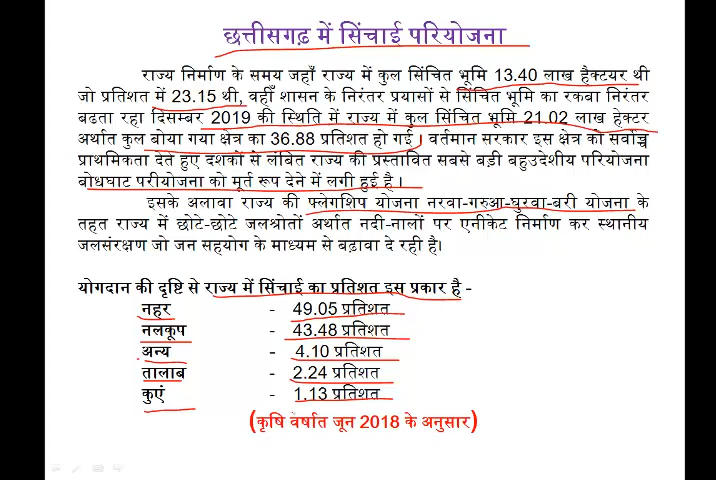 छत्तीसगढ़ में सिंचाई परियोजना
राज्य निर्माण के समय जहाँ राज्य में कुल सिंचित भूमि 13.40 लाख हैक्टयर थी
जो प्रतिशत में 23.15 थी, वहीं शासन के निरंतर प्रयासों से सिंचित भूमि का रकबा निरंतर
बढता रहा दिसम्बर 2019 की स्थिति में राज्य में कुल सिंचित भूमि 21.02 लाख हेक्टर
अर्थात कुल बोया गया क्षेत्र का 36.88 प्रतिशत हो गई। वर्तमान सरकार इस क्षेत्र को सर्वोच्च
प्राथमिकता देते हुए दशकों से लंबित राज्य की प्रस्तावित सबसे बड़ी बहुउदेशीय परियोजना
बोधघाट परीयोजना को मूर्त रूप देने में लगी हुई है।
इसके अलावा राज्य की फ्लेगशिप योजना नरवा-गरुआ-घुरवा-बरी योजना के
तहत राज्य में छोटे-छोटे जलश्रोतों अर्थात नदी-नालों पर एनीकेट निर्माण कर स्थानीय
जलसंरक्षण जो जन सहयोग के माध्यम से बढ़ावा दे रही है।
योगदान की दृष्टि से राज्य में सिंचाई का प्रतिशत इस प्रकार है -
नहर - 49.05 प्रतिशत
नलकूप - 43.48 प्रतिशत
अन्य - 4.10 प्रतिशत
तालाब - 2.24 प्रतिशत
कुएं - 1.13 प्रतिशत
(कृषि वर्षात जून 2018 के अनुसार)